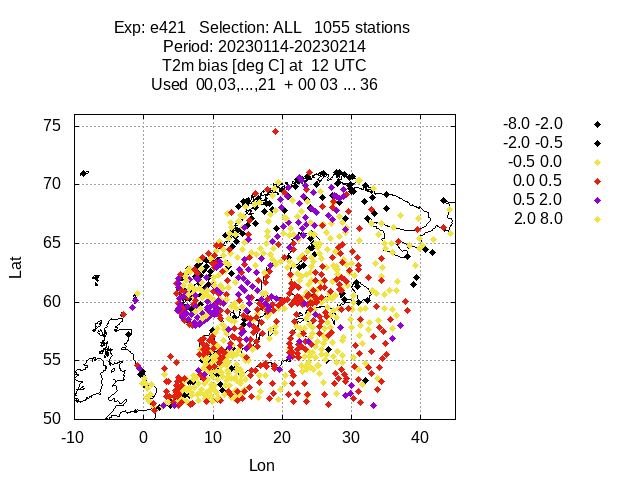 Exp: e421   Selection: ALL   1055 stations
Period: 20230114-20230214
T2m bias [deg C] at  12 UTC
Used  00,03,...,21  + 00 03 ... 36
-8.0 -2.0
-2.0 -0.5
-0.5 0.0
0.0 0.5
0.5 2.0
2.0 8.0
75
70
65
60
55
50
Lat
-10 0 10 20 30 40
Lon